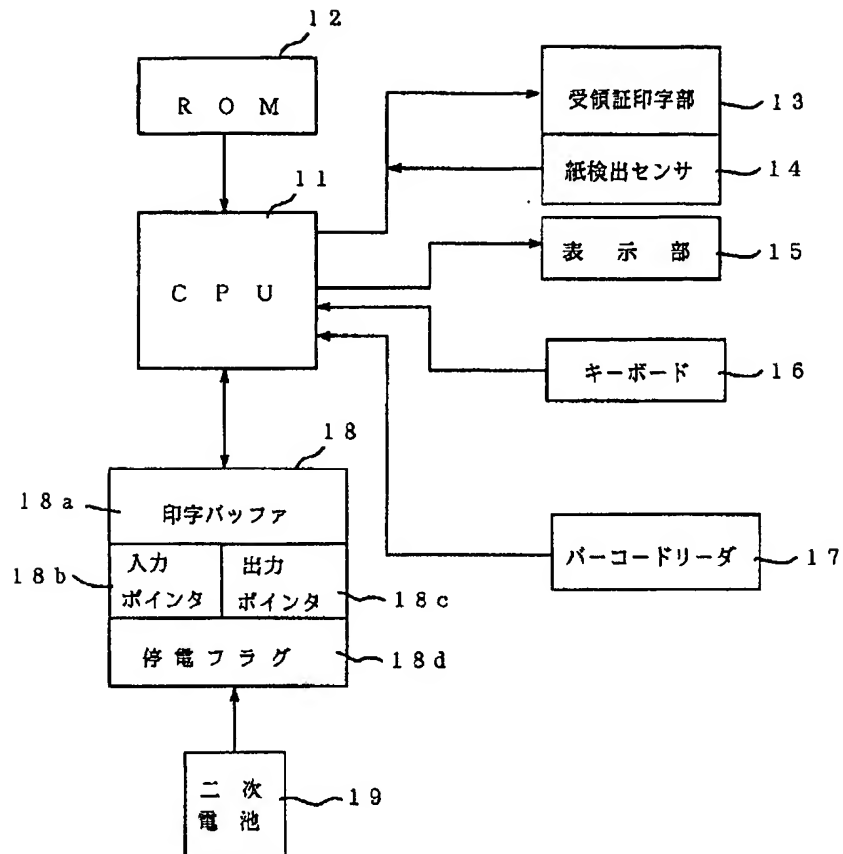 12
ROM
11
CPU
受領証印字部
13
紙検出センサ
14
表示部
15
キーボード
16
バーコードリーダ
17
18
18a
印字バッファ
18b
入力
ポインタ
出力
ポインタ
18c
停電フラグ
18d
二次
電池
19